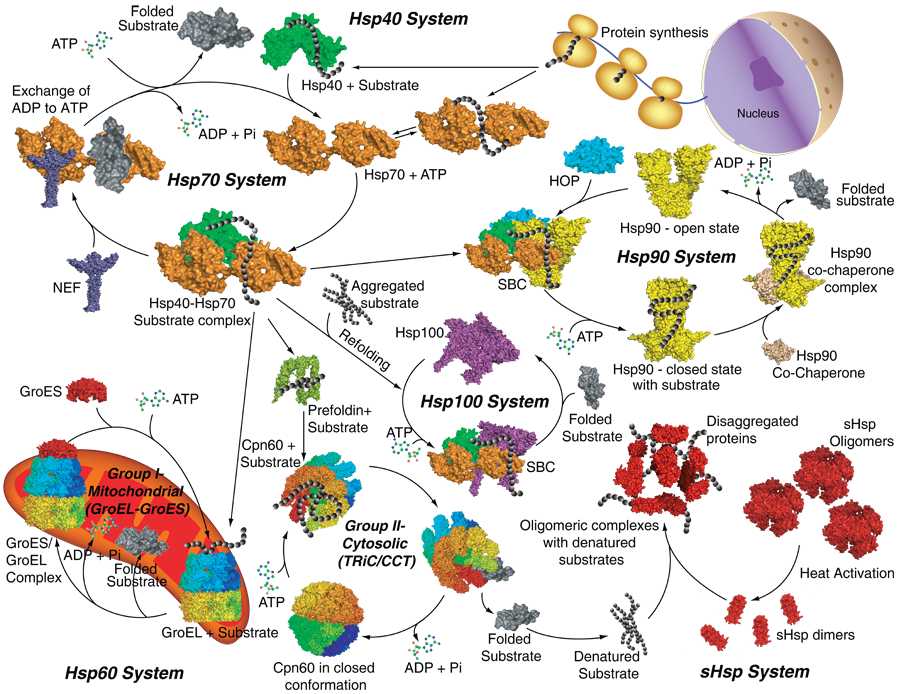 Folded
Substrate
Hsp40 System
ATP
Protein synthesis
Hsp40 + Substrate
Exchange of
ADP to ATP
ADP + Pi
Nucleus
Hsp70 System
Hsp70 + ATP
HOP
ADP + Pi
Folded
substrate
Hsp90 - open state
Hsp90 System
Hsp90
co-chaperone
complex
NEF
SBC
Hsp40-Hsp70
Substrate complex
Aggregated
substrate
Refolding
Hsp100
ATP
Hsp90 - closed state
with substrate
Hsp90
Co-Chaperone
GroES
ATP
Prefoldin+
Substrate
Hsp100 System
Folded
Substrate
Cpn60 +
Substrate
ATP
SBC
Disaggregated
proteins
sHsp
Oligomers
Group I-
Mitochondrial
(GroEL-GroES)
Group II-
Cytosolic
(TRiC/CCT)
Oligomeric complexes
with denatured
substrates
GroES/
GroEL
Complex
ADP + Pi
Folded
Substrate
ATP
Heat Activation
GroEL + Substrate
sHsp dimers
Hsp60 System
Cpn60 in closed
conformation
ADP + Pi
Folded
Substrate
Denatured
Substrate
sHsp System